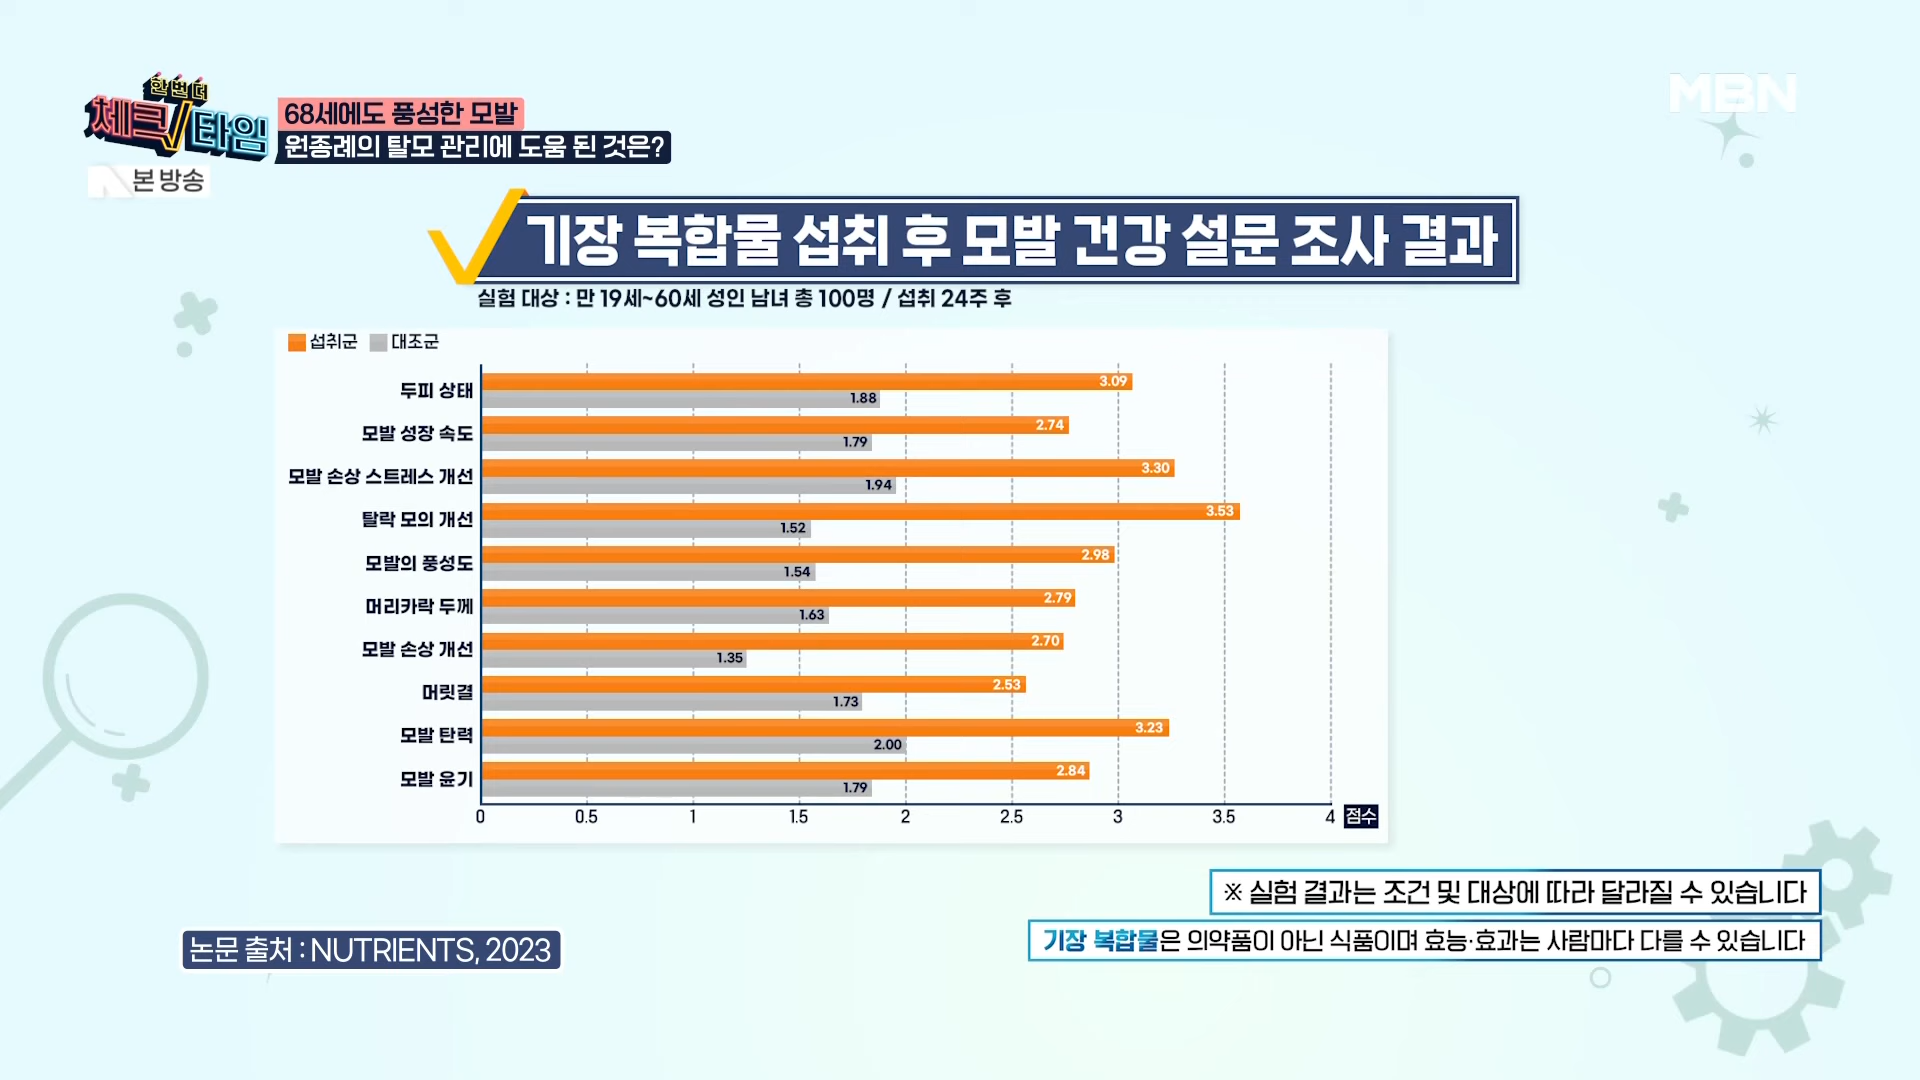 한 번 더
체크타임
68세에도 풍성한 모발
원종례의 탈모 관리에 도움 된 것은?
MBN
N 본 방송
기장 복합물 섭취 후 모발 건강 설문 조사 결과
실험 대상 : 만 19세~60세 성인 남녀 총 100명 / 섭취 24주 후
섭취군 대조군
두피 상태 3.09
1.88
모발 성장 속도 2.74
1.79
모발 손상 스트레스 개선 3.30
1.94
탈락 모의 개선 3.53
1.52
모발의 풍성도 2.98
1.54
머리카락 두께 2.79
1.63
모발 손상 개선 2.70
1.35
머릿결 2.53
1.73
모발 탄력 3.23
2.00
모발 윤기 2.84
1.79
0 0.5 1 1.5 2 2.5 3 3.5 4 점수
※ 실험 결과는 조건 및 대상에 따라 달라질 수 있습니다
기장 복합물은 의약품이 아닌 식품이며 효능·효과는 사람마다 다를 수 있습니다
논문 출처 : NUTRIENTS, 2023